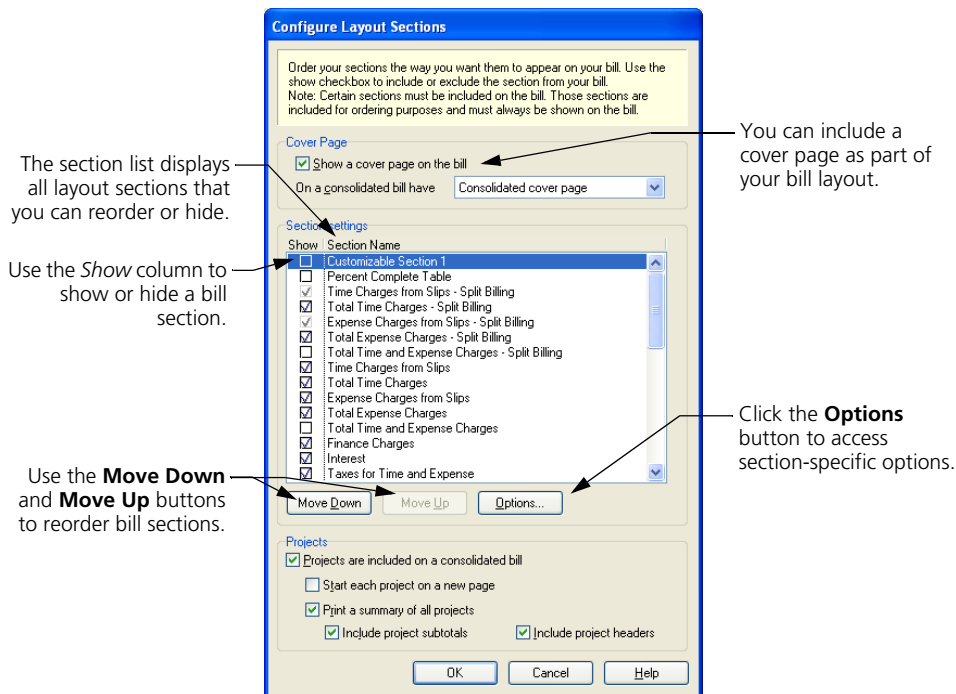 Configure Layout Sections
Order your sections the way you want them to appear on your bill. Use the
show checkbox to include or exclude the section from your bill.
Note: Certain sections must be included on the bill. Those sections are
included for ordering purposes and must always be shown on the bill.
Cover Page
Show a cover page on the bill
On a consolidated bill have
Consolidated cover page
You can include a
cover page as part of
your bill layout.
The section list displays
all layout sections that
you can reorder or hide.
Section settings
Show Section Name
Customizable Section 1
Percent Complete Table
Time Charges from Slips - Split Billing
Total Time Charges - Split Billing
Expense Charges from Slips - Split Billing
Total Expense Charges - Split Billing
Total Time and Expense Charges - Split Billing
Time Charges from Slips
Total Time Charges
Expense Charges from Slips
Total Expense Charges
Total Time and Expense Charges
Finance Charges
Interest
Taxes for Time and Expense
Use the Show column to
show or hide a bill
section.
Click the Options
button to access
section-specific options.
Use the Move Down
and Move Up buttons
to reorder bill sections.
Move Down
Move Up
Options...
Projects
Projects are included on a consolidated bill
Start each project on a new page
Print a summary of all projects
Include project subtotals
Include project headers
OK
Cancel
Help